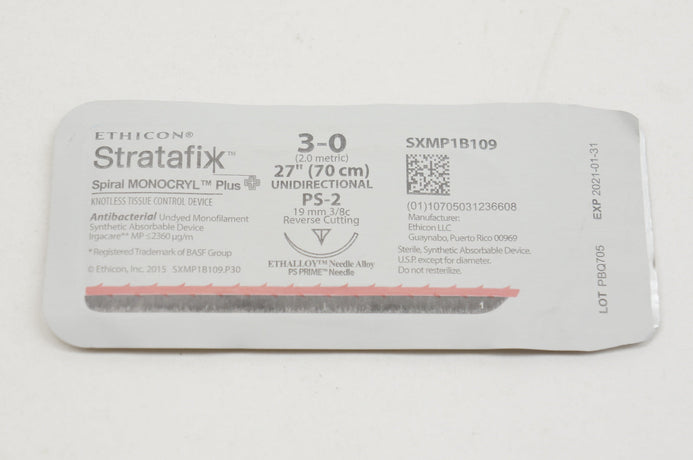 ETHICON®
Stratafix™
Spiral MONOCRYL™ Plus
KNOTLESS TISSUE CONTROL DEVICE
Antibacterial Undyed Monofilament
Synthetic Absorbable Device
Irgacare** MP ≤2360 µg/m
*Registered Trademark of BASF Group
© Ethicon, Inc. 2015 SXMP1B109.P30
3-0
(2.0 metric)
27" (70 cm)
UNIDIRECTIONAL
PS-2
19 mm 3/8c
Reverse Cutting
ETHALLOY™ Needle Alloy
PS PRIME™ Needle
SXMP1B109
(01)10705031236608
Manufacturer:
Ethicon LLC
Guaynabo, Puerto Rico 00969
Sterile, Synthetic Absorbable Device.
U.S.P. except for diameter.
Do not resterilize.
LOT PBQ705 EXP 2021-01-31
1